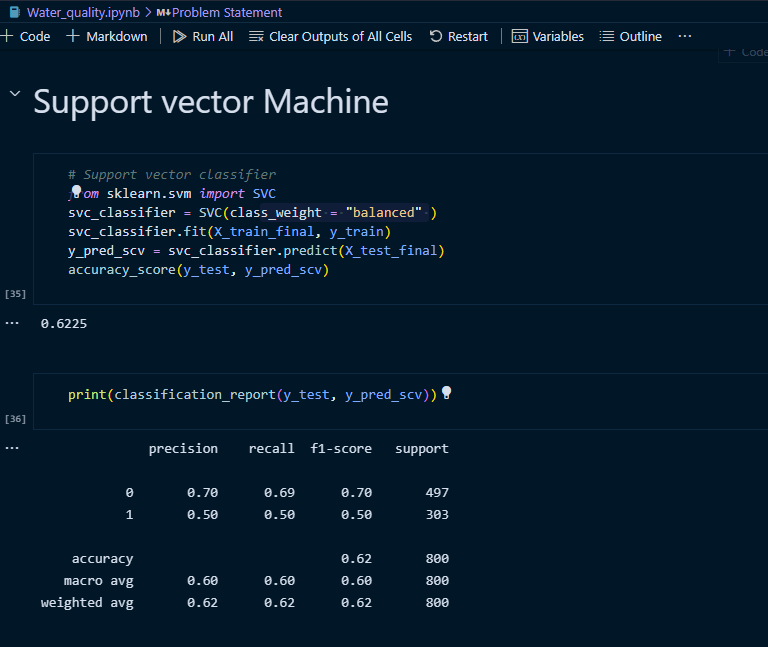 Water_quality.ipynb > M↓Problem Statement
+ Code + Markdown | Run All Clear Outputs of All Cells Restart | Variables Outline ...
+ Code
Support vector Machine
# Support vector classifier
from sklearn.svm import SVC
svc_classifier = SVC(class_weight = "balanced" )
svc_classifier.fit(X_train_final, y_train)
y_pred_scv = svc_classifier.predict(X_test_final)
accuracy_score(y_test, y_pred_scv)
[35]
... 0.6225
print(classification_report(y_test, y_pred_scv))
[36]
... precision recall f1-score support
0 0.70 0.69 0.70 497
1 0.50 0.50 0.50 303
accuracy 0.62 800
macro avg 0.60 0.60 0.60 800
weighted avg 0.62 0.62 0.62 800